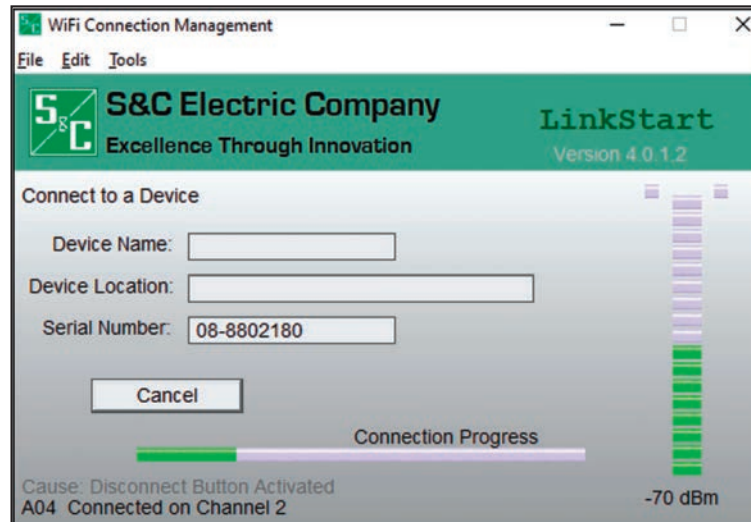 WiFi Connection Management
File Edit Tools
S&C
S&C Electric Company
Excellence Through Innovation
LinkStart
Version 4.0.1.2
Connect to a Device
Device Name:
Device Location:
Serial Number: 08-8802180
Cancel
Connection Progress
Cause: Disconnect Button Activated
A04 Connected on Channel 2
-70 dBm